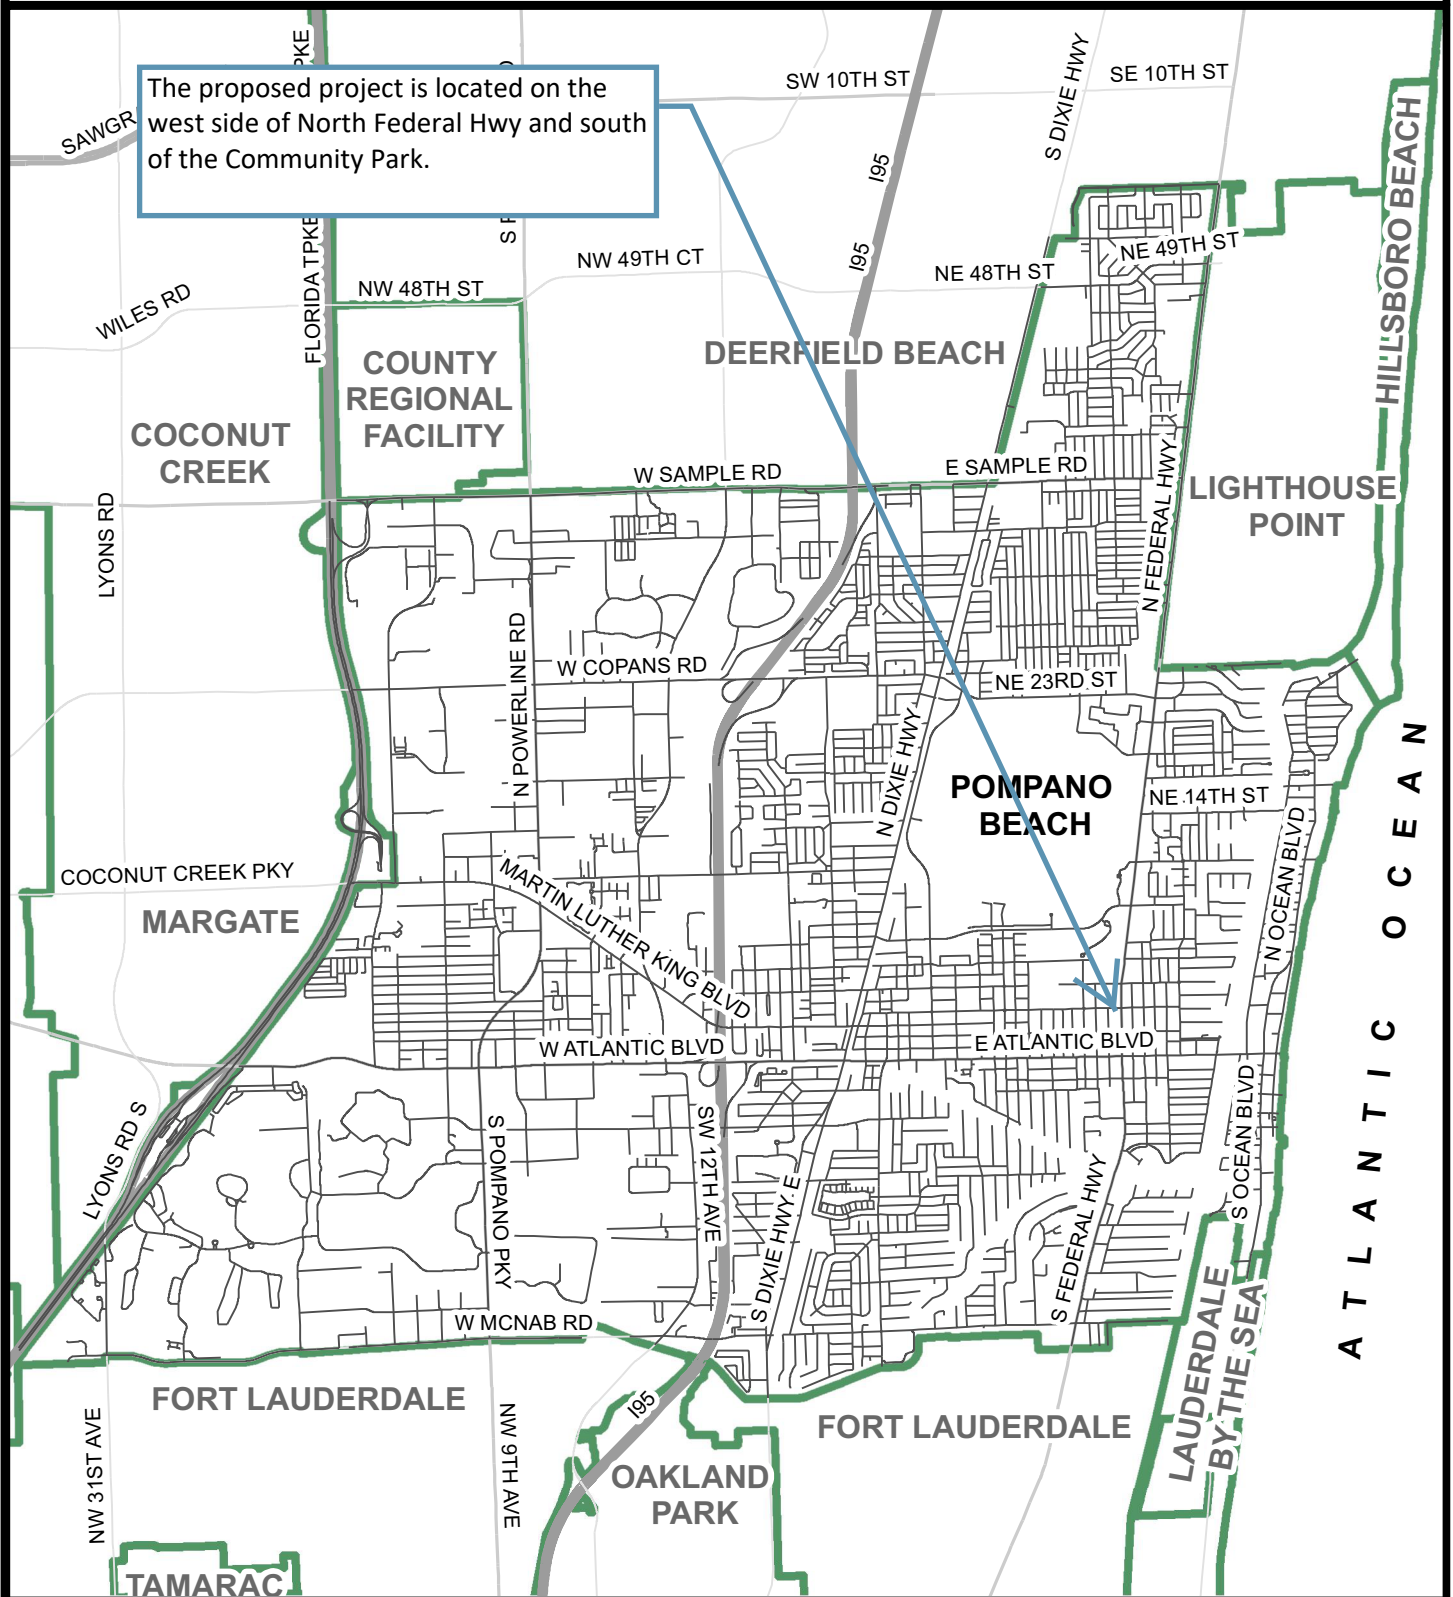 PKE
SW 10TH ST
SE 10TH ST
S DIXIE HWY
The proposed project is located on the
west side of North Federal Hwy and south
of the Community Park.
SAWGR
I95
HILLSBORO BEACH
FLORIDA TPKE
NW 49TH CT
NE 49TH ST
I95
NE 48TH ST
NW 48TH ST
WILES RD
DEERFIELD BEACH
COUNTY
REGIONAL
FACILITY
COCONUT
CREEK
W SAMPLE RD
E SAMPLE RD
LIGHTHOUSE
POINT
LYONS RD
N FEDERAL HWY
N POWERLINE RD
W COPANS RD
NE 23RD ST
N DIXIE HWY
POMPANO
BEACH
NE 14TH ST
N OCEAN BLVD
COCONUT CREEK PKY
MARTIN LUTHER KING BLVD
MARGATE
ATLANTIC OCEAN
W ATLANTIC BLVD
E ATLANTIC BLVD
LYONS RD S
S POMPANO PKY
SW 12TH AVE
S DIXIE HWY E
S FEDERAL HWY
S OCEAN BLVD
W MCNAB RD
LAUDERDALE
BY THE SEA
FORT LAUDERDALE
I95
FORT LAUDERDALE
NW 31ST AVE
NW 9TH AVE
OAKLAND
PARK
TAMARAC